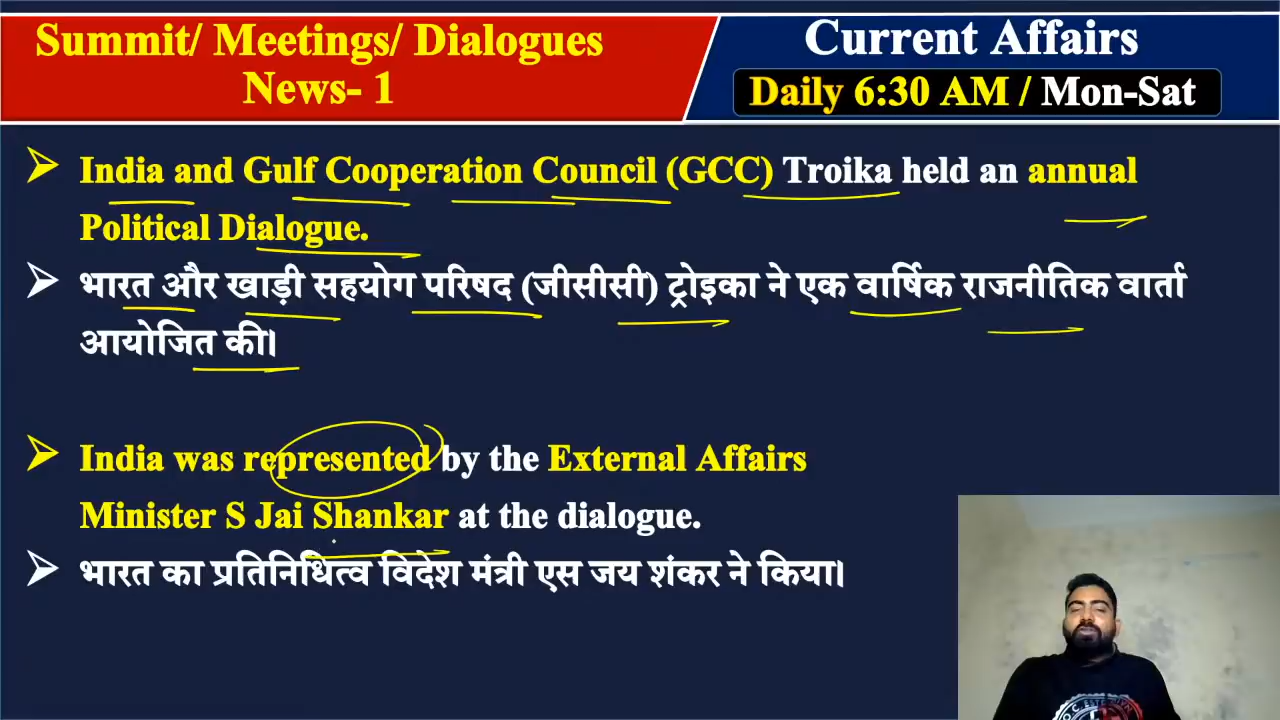 Summit/ Meetings/ Dialogues
News- 1
Current Affairs
Daily 6:30 AM / Mon-Sat
India and Gulf Cooperation Council (GCC) Troika held an annual
Political Dialogue.
भारत और खाड़ी सहयोग परिषद (जीसीसी) ट्रोइका ने एक वार्षिक राजनीतिक वार्ता
आयोजित की।
India was represented by the External Affairs
Minister S Jai Shankar at the dialogue.
भारत का प्रतिनिधित्व विदेश मंत्री एस जय शंकर ने किया।